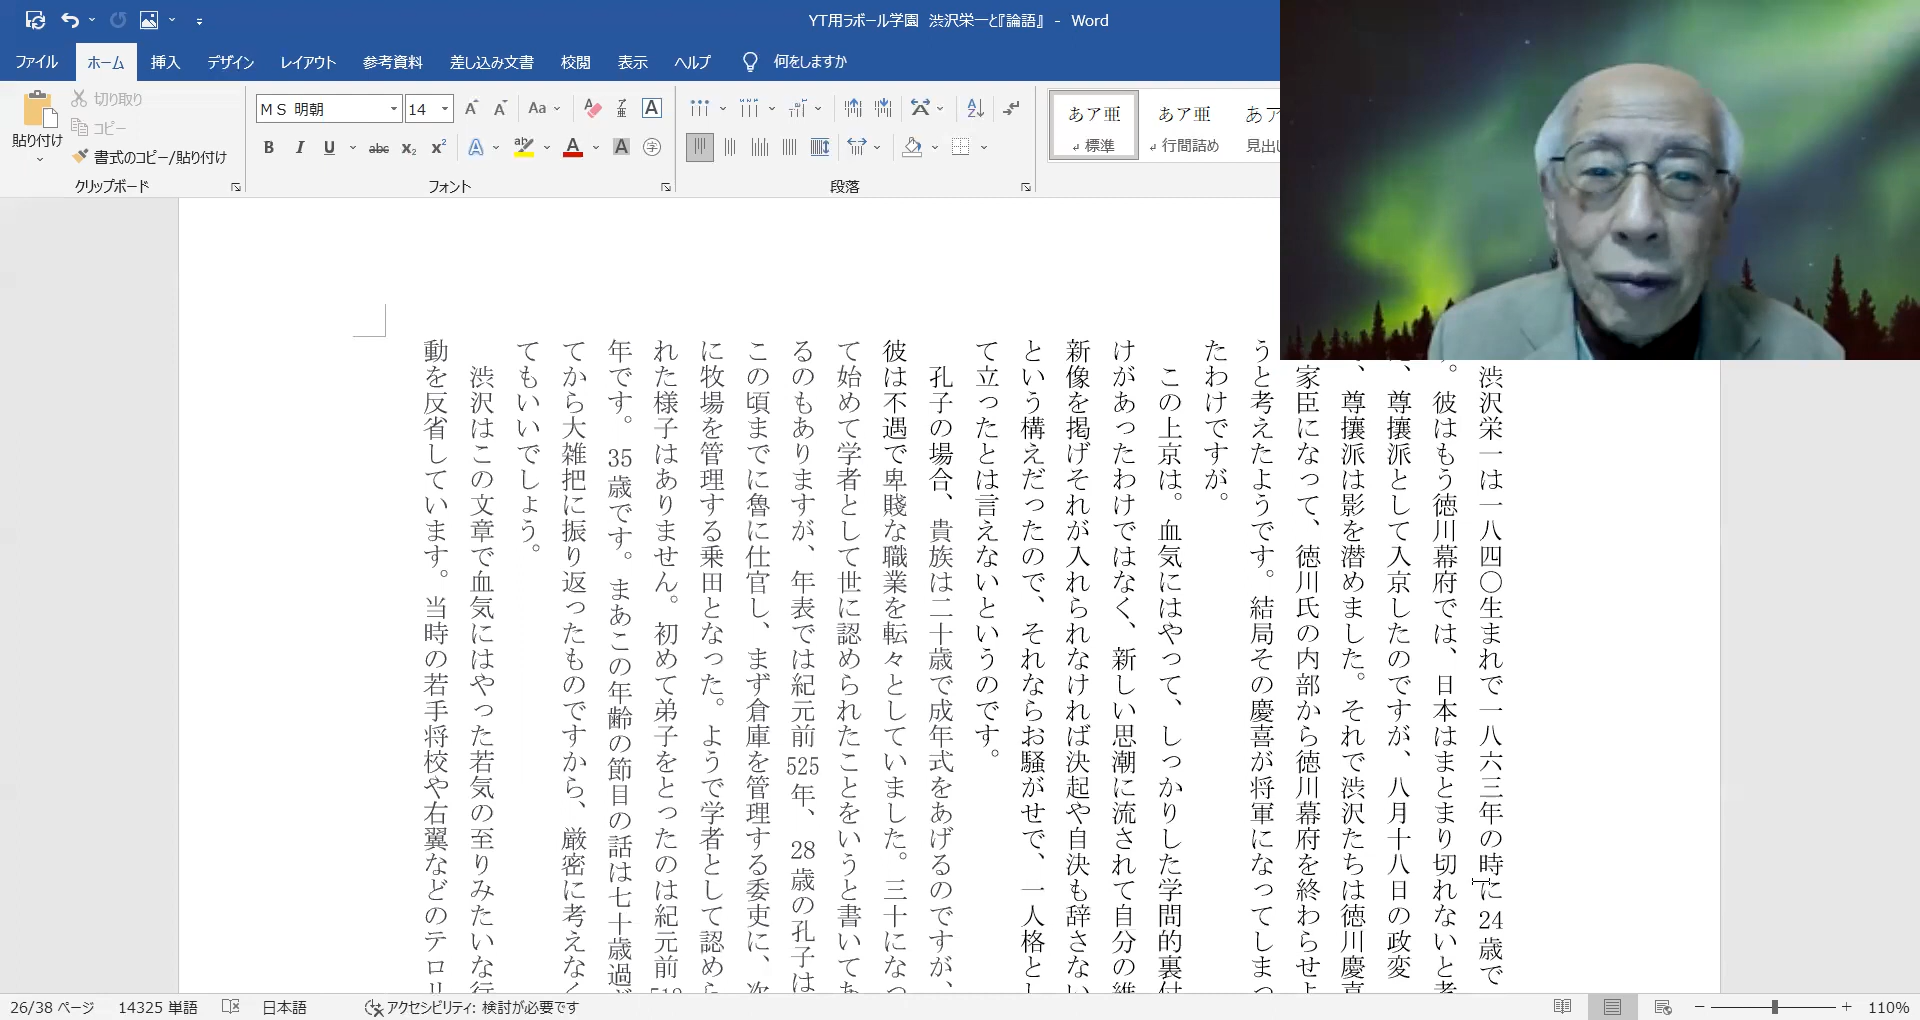 YT用ラボール学園 渋沢栄一と『論語』 - Word
ファイル ホーム 挿入 デザイン レイアウト 参考資料 差し込み文書 校閲 表示 ヘルプ 何をしますか
貼り付け
切り取り
コピー
書式のコピー/貼り付け
クリップボード
ＭＳ 明朝 14
フォント
段落
あア亜 あア亜 あア
標準 行間詰め 見出し
渋沢栄一は一八四〇生まれで一八六三年の時に24歳で
。彼はもう徳川幕府では、日本はまとまり切れないと考
、尊攘派として入京したのですが、八月十八日の政変
、尊攘派は影を潜めました。それで渋沢たちは徳川慶喜
家臣になって、徳川氏の内部から徳川幕府を終わらせよ
うと考えたようです。結局その慶喜が将軍になってしまっ
たわけですが。
この上京は。血気にはやって、しっかりした学問的裏付
けがあったわけではなく、新しい思潮に流されて自分の維
新像を掲げそれが入れられなければ決起や自決も辞さない
という構えだったので、それならお騒がせで、一人格とし
て立ったとは言えないというのです。
孔子の場合、貴族は二十歳で成年式をあげるのですが、
彼は不遇で卑賤な職業を転々としていました。三十になっ
て始めて学者として世に認められたことをいうと書いてあ
るのもありますが、年表では紀元前525年、28歳の孔子は
この頃までに魯に仕官し、まず倉庫を管理する委吏に、次
に牧場を管理する乗田となった。ようで学者として認めら
れた様子はありません。初めて弟子をとったのは紀元前518
年です。35歳です。まあこの年齢の節目の話は七十歳過ぎ
てから大雑把に振り返ったものですから、厳密に考えなく
てもいいでしょう。
渋沢はこの文章で血気にはやった若気の至りみたいな行
動を反省しています。当時の若手将校や右翼などのテロリ
26/38 ページ 14325 単語 日本語 アクセシビリティ: 検討が必要です 110%